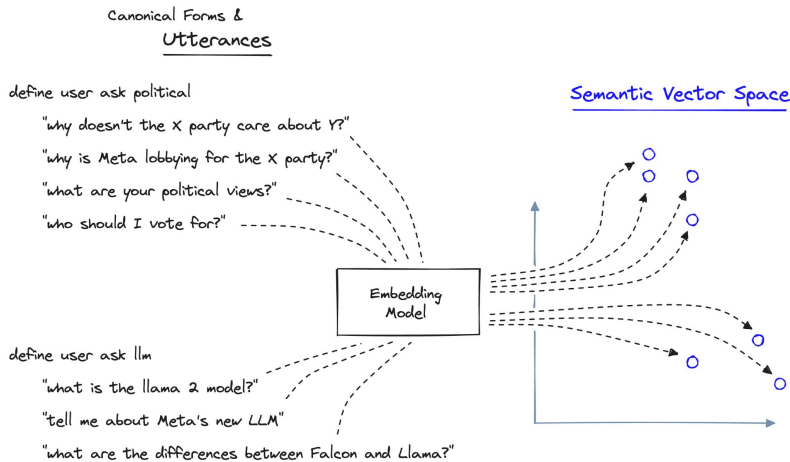 Canonical Forms &
Utterances
define user ask political
"why doesn't the X party care about Y?"
"why is Meta lobbying for the X party?"
"what are your political views?"
"who should I vote for?"
Semantic Vector Space
Embedding
Model
define user ask llm
"what is the llama 2 model?"
"tell me about Meta's new LLM"
"what are the differences between Falcon and Llama?"